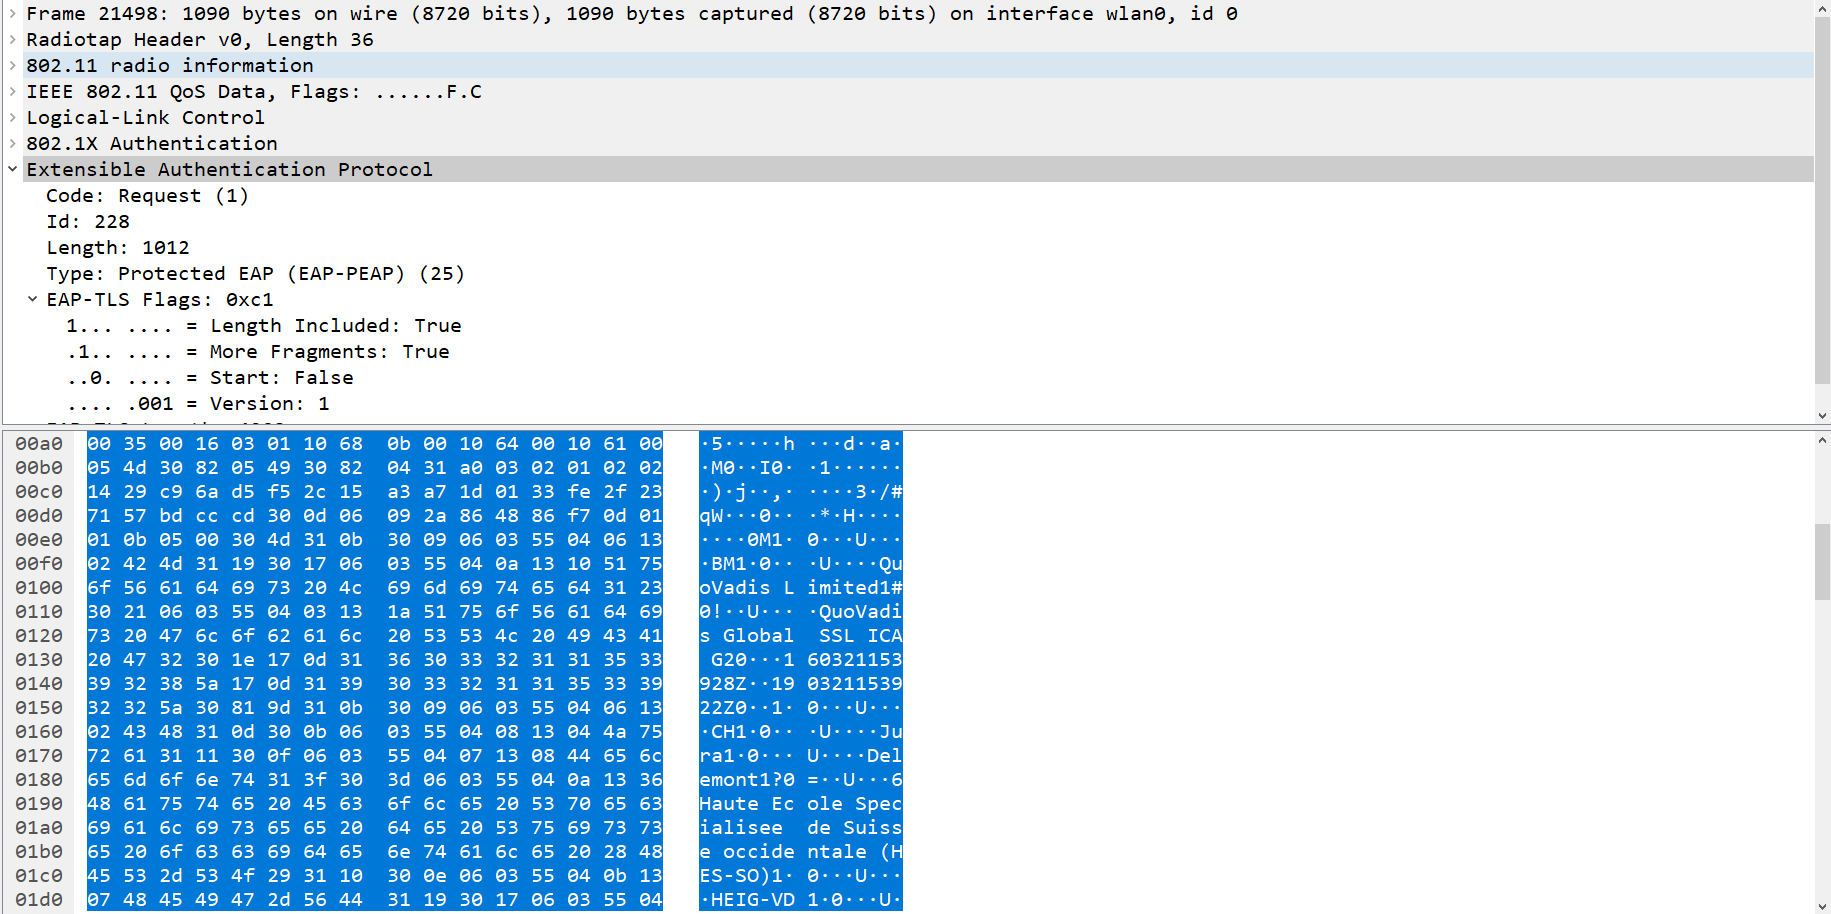 Frame 21498: 1090 bytes on wire (8720 bits), 1090 bytes captured (8720 bits) on interface wlan0, id 0
Radiotap Header v0, Length 36
802.11 radio information
IEEE 802.11 QoS Data, Flags: ......F.C
Logical-Link Control
802.1X Authentication
Extensible Authentication Protocol
Code: Request (1)
Id: 228
Length: 1012
Type: Protected EAP (EAP-PEAP) (25)
EAP-TLS Flags: 0xc1
1... .... = Length Included: True
.1.. .... = More Fragments: True
..0. .... = Start: False
.... .001 = Version: 1
00a0 00 35 00 16 03 01 10 68 0b 00 10 64 00 10 61 00 ·5·····h ···d··a·
00b0 05 4d 30 82 05 49 30 82 04 31 a0 03 02 01 02 02 ·M0··I0· ·1······
00c0 14 29 c9 6a d5 f5 2c 15 a3 a7 1d 01 33 fe 2f 23 ·)·j··,· ····3·/#
00d0 71 57 bd cc cd 30 0d 06 09 2a 86 48 86 f7 0d 01 qW···0·· ·*·H····
00e0 01 0b 05 00 30 4d 31 0b 30 09 06 03 55 04 06 13 ····0M1· 0···U···
00f0 02 42 4d 31 19 30 17 06 03 55 04 0a 13 10 51 75 ·BM1·0·· ·U····Qu
0100 6f 56 61 64 69 73 20 4c 69 6d 69 74 65 64 31 23 oVadis L imited1#
0110 30 21 06 03 55 04 03 13 1a 51 75 6f 56 61 64 69 0!··U··· ·QuoVadi
0120 73 20 47 6c 6f 62 61 6c 20 53 53 4c 20 49 43 41 s Global  SSL ICA
0130 20 47 32 30 1e 17 0d 31 36 30 33 32 31 31 35 33 G20···1 60321153
0140 39 32 38 5a 17 0d 31 39 30 33 32 31 31 35 33 39 928Z··19 03211539
0150 32 32 5a 30 81 9d 31 0b 30 09 06 03 55 04 06 13 22Z0··1· 0···U···
0160 02 43 48 31 0d 30 0b 06 03 55 04 08 13 04 4a 75 ·CH1·0·· ·U····Ju
0170 72 61 31 11 30 0f 06 03 55 04 07 13 08 44 65 6c ra1·0··· U····Del
0180 65 6d 6f 6e 74 31 3f 30 3d 06 03 55 04 0a 13 36 emont1?0 =··U···6
0190 48 61 75 74 65 20 45 63 6f 6c 65 20 53 70 65 63 Haute Ec ole Spec
01a0 69 61 6c 69 73 65 65 20 64 65 20 53 75 69 73 73 ialisee  de Suiss
01b0 65 20 6f 63 63 69 64 65 6e 74 61 6c 65 20 28 48 e occide ntale (H
01c0 45 53 2d 53 4f 29 31 10 30 0e 06 03 55 04 0b 13 ES-SO)1· 0···U···
01d0 07 48 45 49 47 2d 56 44 31 19 30 17 06 03 55 04 ·HEIG-VD 1·0···U·